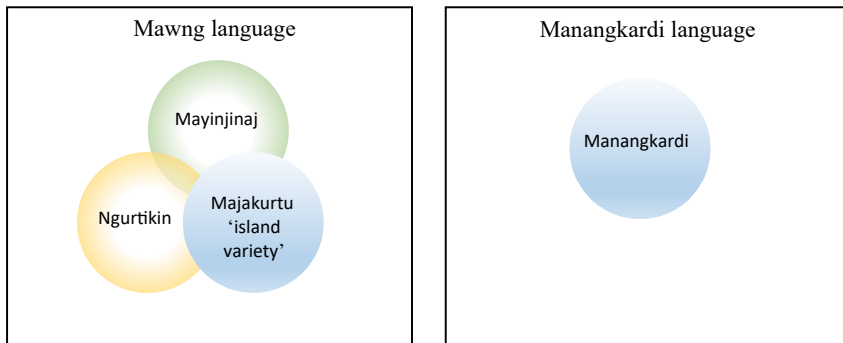 Mawng language
Mayinjinaj
Ngurtikin
Majakurtu
‘island
variety’
Manangkardi language
Manangkardi